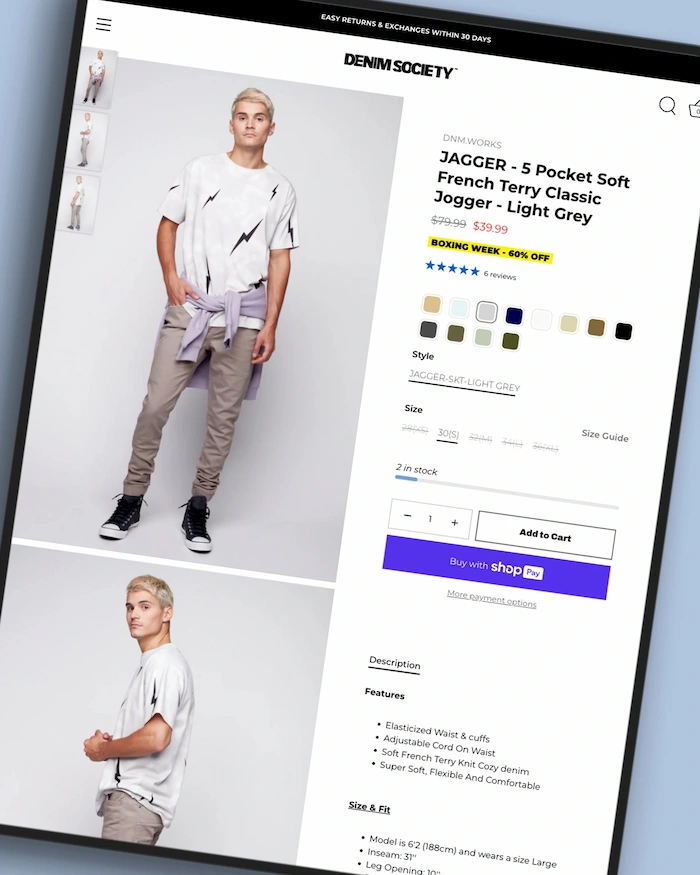 EASY RETURNS & EXCHANGES WITHIN 30 DAYS
DENIM SOCIETY™
0
DNM.WORKS
JAGGER - 5 Pocket Soft
French Terry Classic
Jogger - Light Grey
$79.99 $39.99
BOXING WEEK - 60% OFF
6 reviews
Style
JAGGER-SKT-LIGHT GREY
Size
Size Guide
28(XS) 30(S) 32(M) 34(L) 36(XL)
2 in stock
− 1 +
Add to Cart
Buy with shop Pay
More payment options
Description
Features
• Elasticized Waist & cuffs
• Adjustable Cord On Waist
• Soft French Terry Knit Cozy denim
• Super Soft, Flexible And Comfortable
Size & Fit
• Model is 6'2 (188cm) and wears a size Large
• Inseam: 31"
• Leg Opening: 10"